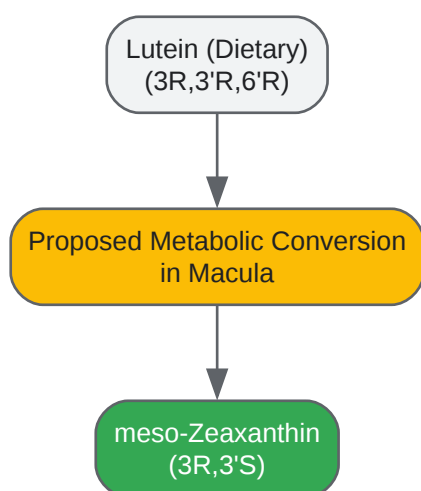 Lutein (Dietary)
(3R,3'R,6'R)
Proposed Metabolic Conversion
in Macula
meso-Zeaxanthin
(3R,3'S)